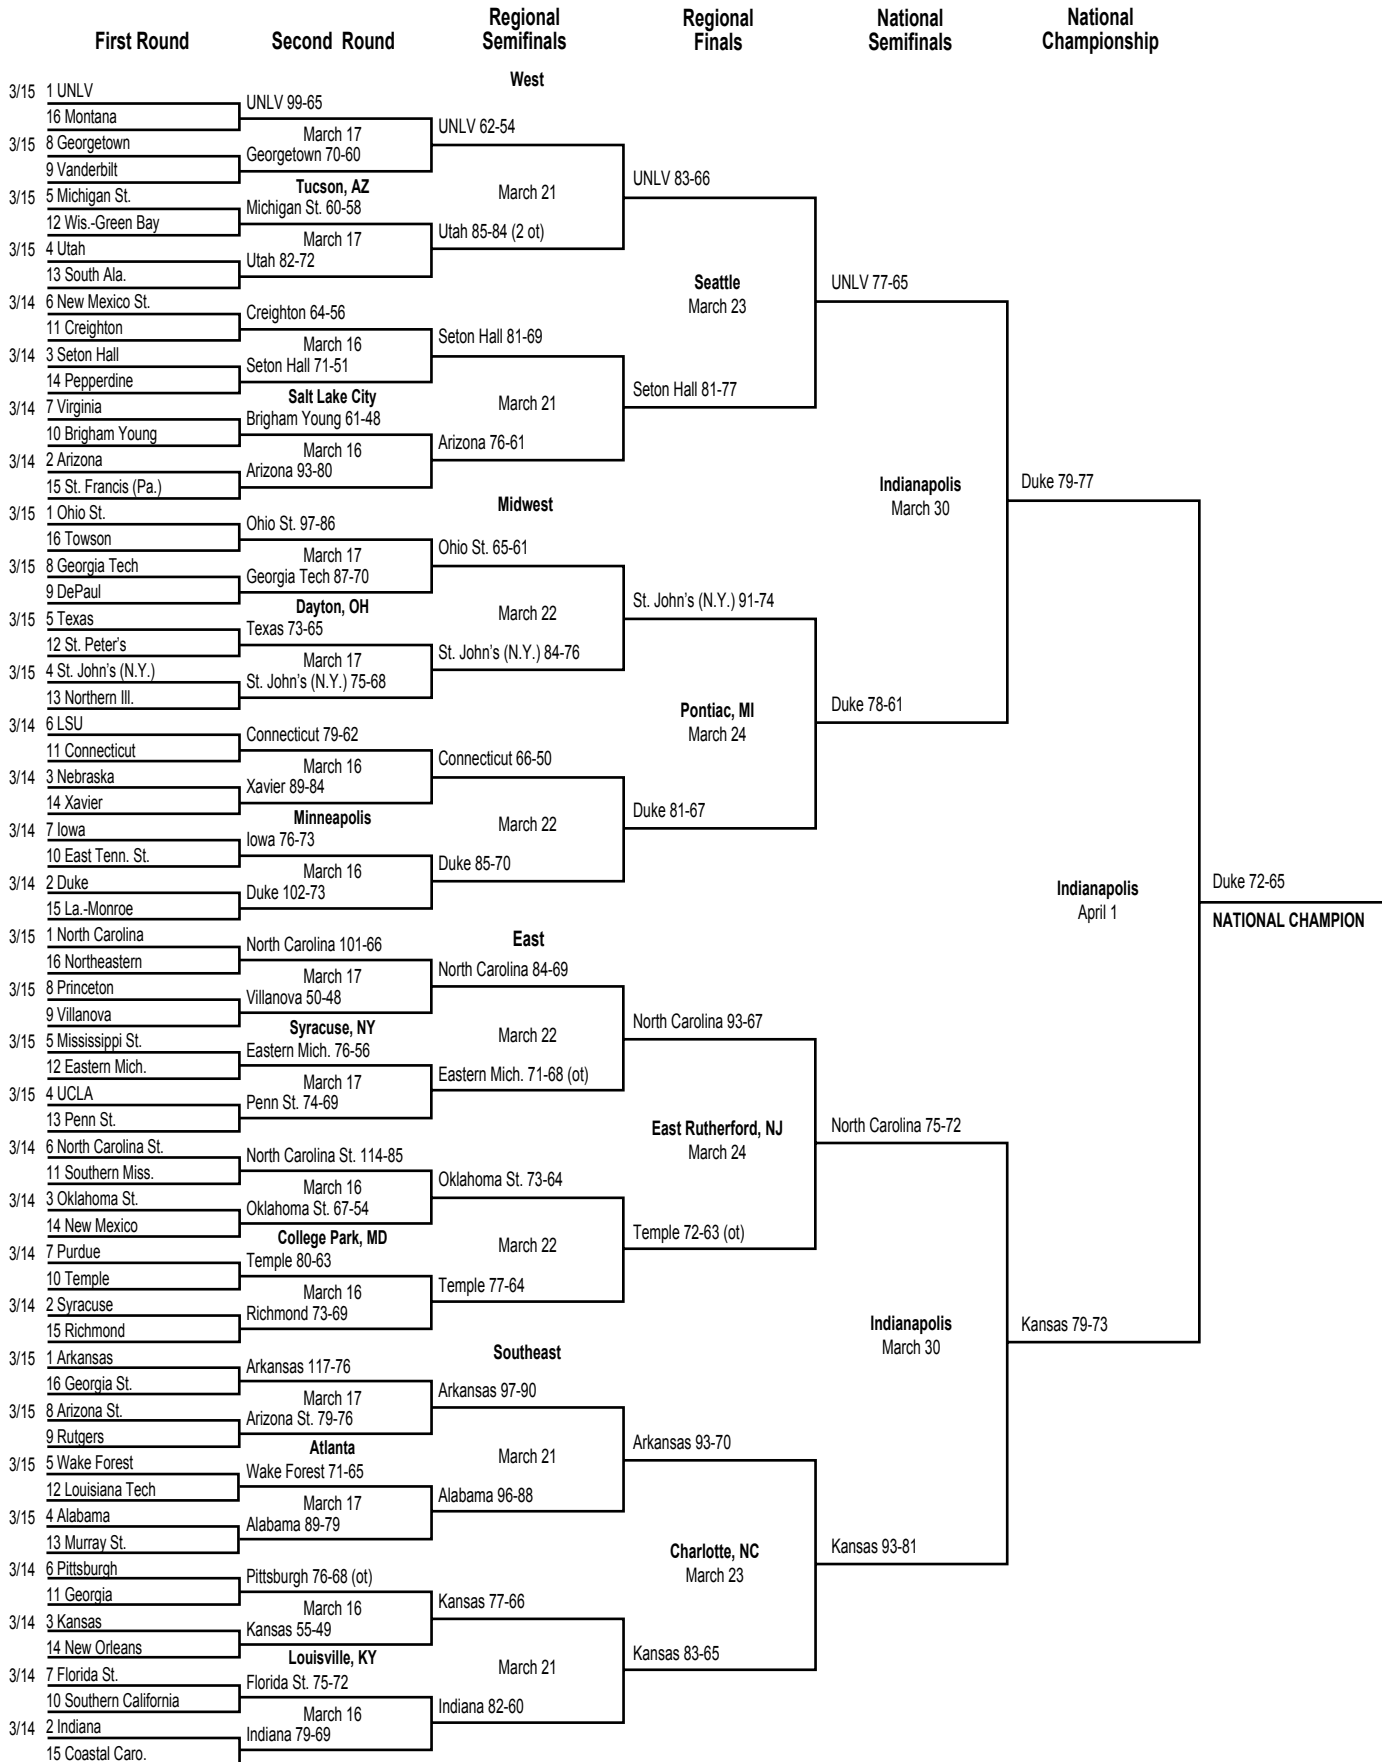 First Round
Second Round
Regional
Semifinals
Regional
Finals
National
Semifinals
National
Championship
West
3/15 1 UNLV
16 Montana
3/15 8 Georgetown
9 Vanderbilt
3/15 5 Michigan St.
12 Wis.-Green Bay
3/15 4 Utah
13 South Ala.
3/14 6 New Mexico St.
11 Creighton
3/14 3 Seton Hall
14 Pepperdine
3/14 7 Virginia
10 Brigham Young
3/14 2 Arizona
15 St. Francis (Pa.)
UNLV 99-65
March 17
Georgetown 70-60
Tucson, AZ
Michigan St. 60-58
March 17
Utah 82-72
Creighton 64-56
March 16
Seton Hall 71-51
Salt Lake City
Brigham Young 61-48
March 16
Arizona 93-80
UNLV 62-54
March 21
Utah 85-84 (2 ot)
Seton Hall 81-69
March 21
Arizona 76-61
UNLV 83-66
Seattle
March 23
Seton Hall 81-77
Midwest
3/15 1 Ohio St.
16 Towson
3/15 8 Georgia Tech
9 DePaul
3/15 5 Texas
12 St. Peter's
3/15 4 St. John's (N.Y.)
13 Northern Ill.
3/14 6 LSU
11 Connecticut
3/14 3 Nebraska
14 Xavier
3/14 7 Iowa
10 East Tenn. St.
3/14 2 Duke
15 La.-Monroe
Ohio St. 97-86
March 17
Georgia Tech 87-70
Dayton, OH
Texas 73-65
March 17
St. John's (N.Y.) 75-68
Connecticut 79-62
March 16
Xavier 89-84
Minneapolis
Iowa 76-73
March 16
Duke 102-73
Ohio St. 65-61
March 22
St. John's (N.Y.) 84-76
Connecticut 66-50
March 22
Duke 85-70
St. John's (N.Y.) 91-74
Pontiac, MI
March 24
Duke 81-67
UNLV 77-65
Indianapolis
March 30
Duke 78-61
East
3/15 1 North Carolina
16 Northeastern
3/15 8 Princeton
9 Villanova
3/15 5 Mississippi St.
12 Eastern Mich.
3/15 4 UCLA
13 Penn St.
3/14 6 North Carolina St.
11 Southern Miss.
3/14 3 Oklahoma St.
14 New Mexico
3/14 7 Purdue
10 Temple
3/14 2 Syracuse
15 Richmond
North Carolina 101-66
March 17
Villanova 50-48
Syracuse, NY
Eastern Mich. 76-56
March 17
Penn St. 74-69
North Carolina St. 114-85
March 16
Oklahoma St. 67-54
College Park, MD
Temple 80-63
March 16
Richmond 73-69
North Carolina 84-69
March 22
Eastern Mich. 71-68 (ot)
Oklahoma St. 73-64
March 22
Temple 77-64
North Carolina 93-67
East Rutherford, NJ
March 24
Temple 72-63 (ot)
Southeast
3/15 1 Arkansas
16 Georgia St.
3/15 8 Arizona St.
9 Rutgers
3/15 5 Wake Forest
12 Louisiana Tech
3/15 4 Alabama
13 Murray St.
3/14 6 Pittsburgh
11 Georgia
3/14 3 Kansas
14 New Orleans
3/14 7 Florida St.
10 Southern California
3/14 2 Indiana
15 Coastal Caro.
Arkansas 117-76
March 17
Arizona St. 79-76
Atlanta
Wake Forest 71-65
March 17
Alabama 89-79
Pittsburgh 76-68 (ot)
March 16
Kansas 55-49
Louisville, KY
Florida St. 75-72
March 16
Indiana 79-69
Arkansas 97-90
March 21
Alabama 96-88
Kansas 77-66
March 21
Indiana 82-60
Arkansas 93-70
Charlotte, NC
March 23
Kansas 83-65
North Carolina 75-72
Indianapolis
March 30
Kansas 93-81
Duke 79-77
Indianapolis
April 1
Kansas 79-73
Duke 72-65
NATIONAL CHAMPION